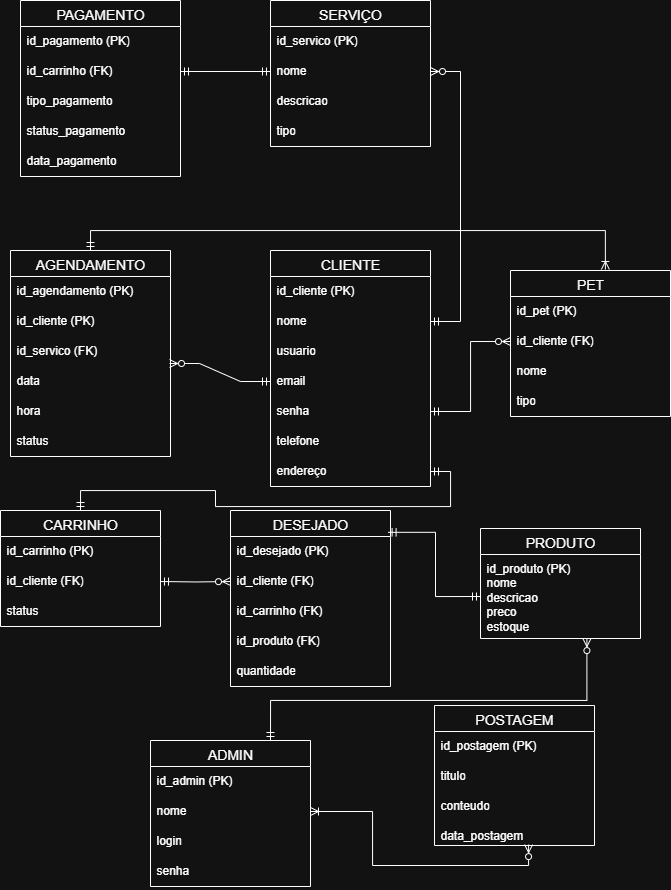 PAGAMENTO
id_pagamento (PK)
id_carrinho (FK)
tipo_pagamento
status_pagamento
data_pagamento
SERVIÇO
id_servico (PK)
nome
descricao
tipo
AGENDAMENTO
id_agendamento (PK)
id_cliente (PK)
id_servico (FK)
data
hora
status
CLIENTE
id_cliente (PK)
nome
usuario
email
senha
telefone
endereço
PET
id_pet (PK)
id_cliente (FK)
nome
tipo
CARRINHO
id_carrinho (PK)
id_cliente (FK)
status
DESEJADO
id_desejado (PK)
id_cliente (FK)
id_carrinho (FK)
id_produto (FK)
quantidade
PRODUTO
id_produto (PK)
nome
descricao
preco
estoque
ADMIN
id_admin (PK)
nome
login
senha
POSTAGEM
id_postagem (PK)
titulo
conteudo
data_postagem